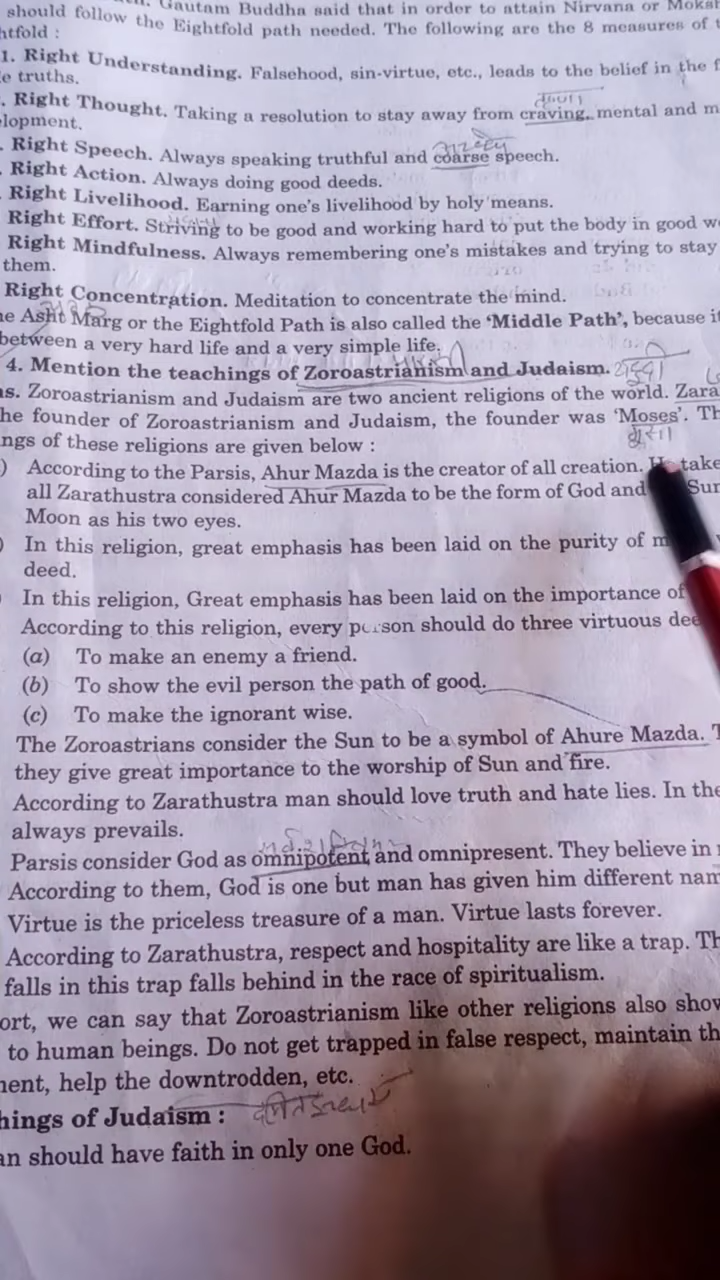 Gautam Buddha said that in order to attain Nirvana or
should follow the Eightfold path needed. The following are the 8 measures of
htfold :
1. Right Understanding. Falsehood, sin-virtue, etc., leads to the belief in the
e truths.
. Right Thought. Taking a resolution to stay away from craving, mental and m
lopment.
. Right Speech. Always speaking truthful and coarse speech.
. Right Action. Always doing good deeds.
. Right Livelihood. Earning one's livelihood by holy means.
Right Effort. Striving to be good and working hard to put the body in good w
Right Mindfulness. Always remembering one's mistakes and trying to stay
them.
Right Concentration. Meditation to concentrate the mind.
he Asht Marg or the Eightfold Path is also called the 'Middle Path', because it
between a very hard life and a very simple life.
4. Mention the teachings of Zoroastrianism and Judaism.
ns. Zoroastrianism and Judaism are two ancient religions of the world. Zara
he founder of Zoroastrianism and Judaism, the founder was 'Moses'. Th
ngs of these religions are given below :
) According to the Parsis, Ahur Mazda is the creator of all creation. take
all Zarathustra considered Ahur Mazda to be the form of God and Sun
Moon as his two eyes.
) In this religion, great emphasis has been laid on the purity of m
deed.
In this religion, Great emphasis has been laid on the importance of
According to this religion, every person should do three virtuous dee
(a) To make an enemy a friend.
(b) To show the evil person the path of good.
(c) To make the ignorant wise.
The Zoroastrians consider the Sun to be a symbol of Ahure Mazda. T
they give great importance to the worship of Sun and fire.
According to Zarathustra man should love truth and hate lies. In the
always prevails.
Parsis consider God as omnipotent and omnipresent. They believe in
According to them, God is one but man has given him different nam
Virtue is the priceless treasure of a man. Virtue lasts forever.
According to Zarathustra, respect and hospitality are like a trap. Th
falls in this trap falls behind in the race of spiritualism.
ort, we can say that Zoroastrianism like other religions also show
to human beings. Do not get trapped in false respect, maintain th
ment, help the downtrodden, etc.
hings of Judaism :
an should have faith in only one God.